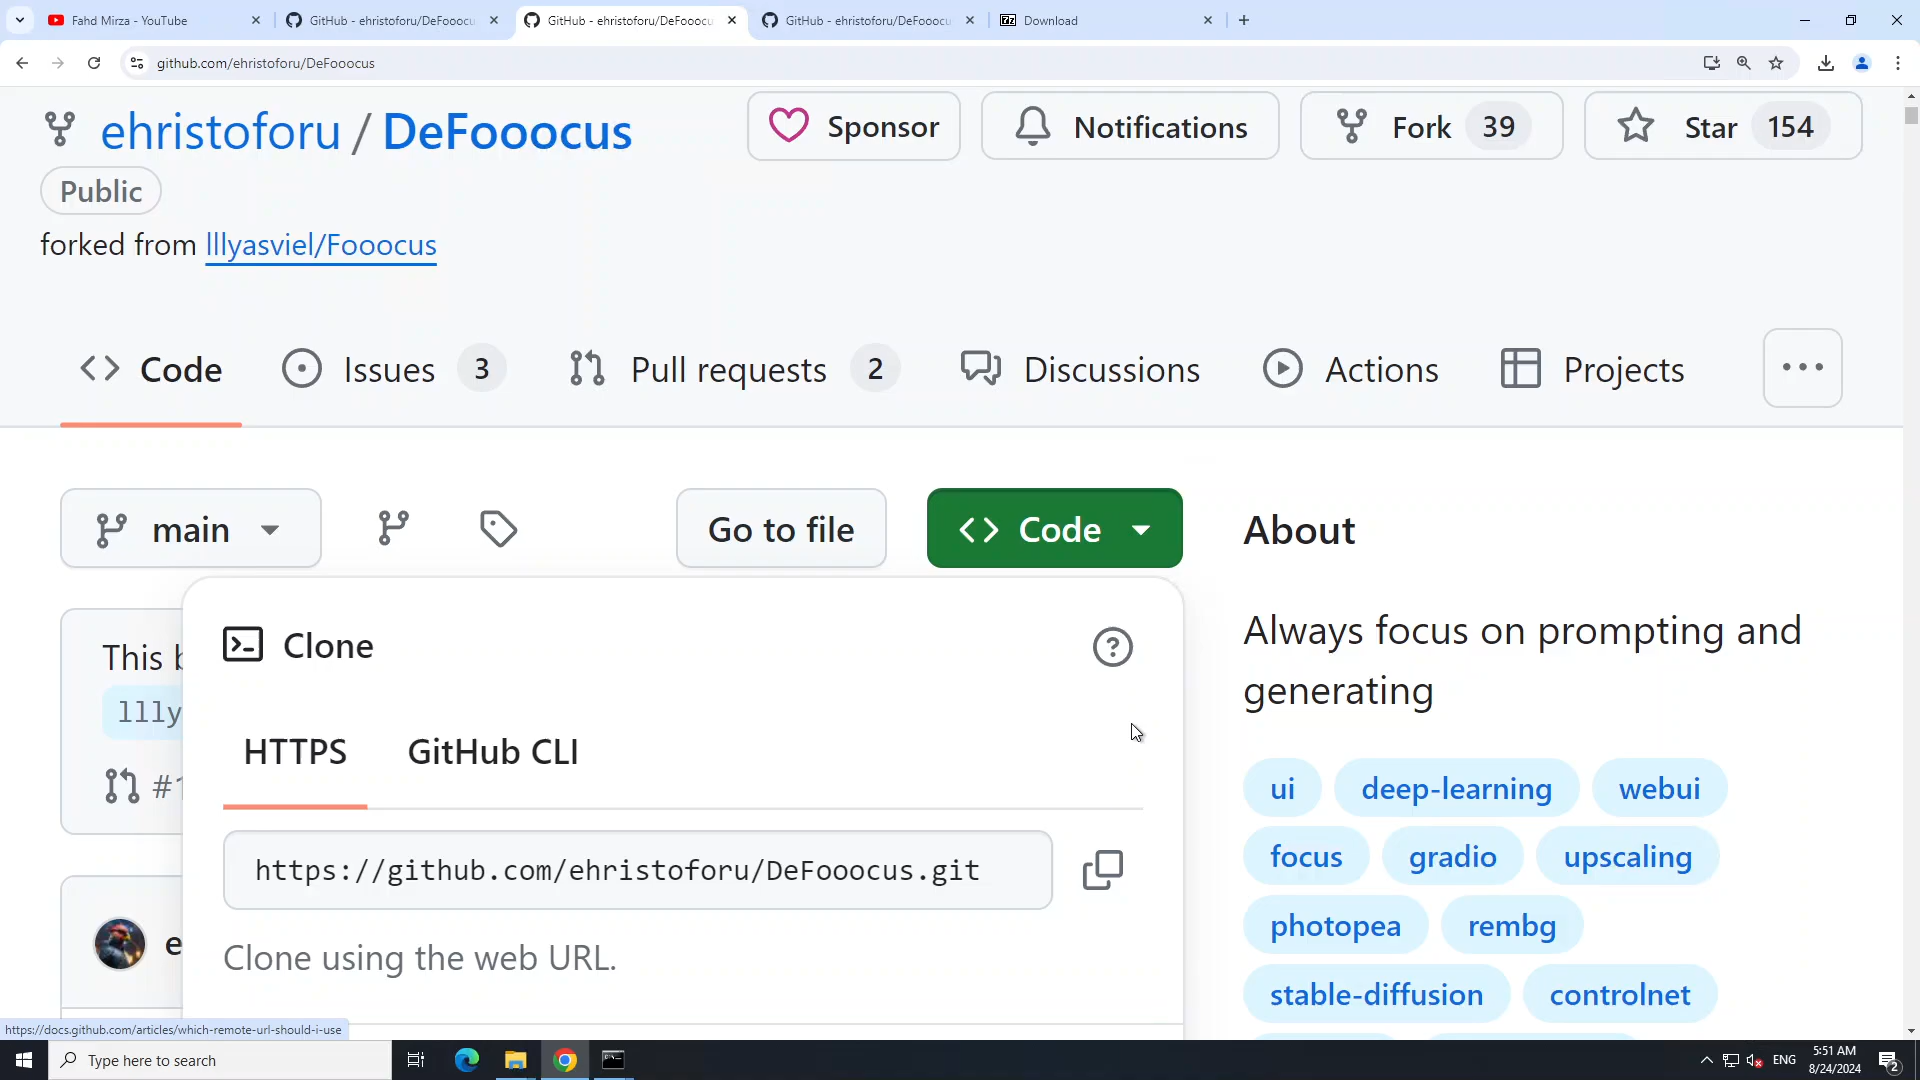 Fahd Mirza - YouTube
GitHub - ehristoforu/DeFooocu
GitHub - ehristoforu/DeFooocu
GitHub - ehristoforu/DeFooocu
7z Download
github.com/ehristoforu/DeFooocus
ehristoforu / DeFooocus
Sponsor
Notifications
Fork 39
Star 154
Public
forked from lllyasviel/Fooocus
Code
Issues 3
Pull requests 2
Discussions
Actions
Projects
main
Go to file
Code
About
Clone
?
Always focus on prompting and
generating
This b
llly
#1
HTTPS
GitHub CLI
https://github.com/ehristoforu/DeFooocus.git
Clone using the web URL.
e
ui deep-learning webui
focus gradio upscaling
photopea rembg
stable-diffusion controlnet
https://docs.github.com/articles/which-remote-url-should-i-use
Type here to search
ENG
5:51 AM
8/24/2024
2